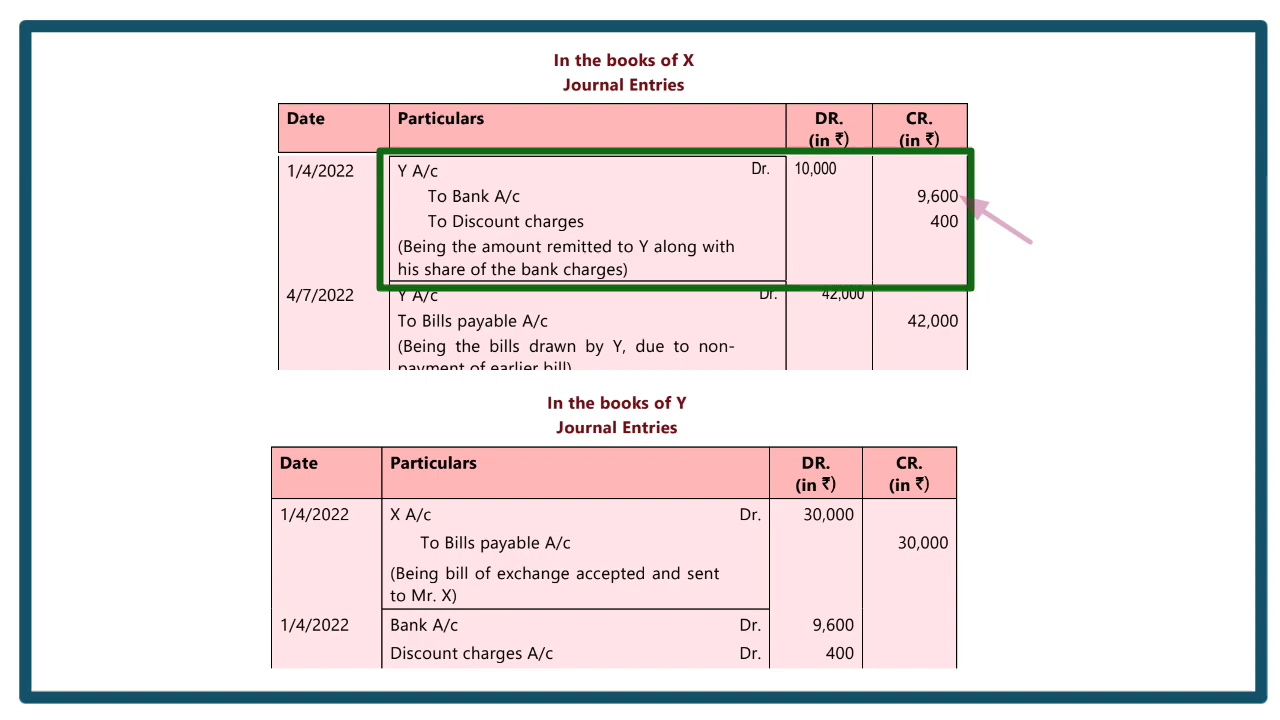 In the books of X
Journal Entries
Date Particulars DR. CR.
(in ₹) (in ₹)
1/4/2022 Y A/c Dr. 10,000
To Bank A/c 9,600
To Discount charges 400
(Being the amount remitted to Y along with
his share of the bank charges)
4/7/2022 Y A/c Dr. 42,000
To Bills payable A/c 42,000
(Being the bills drawn by Y, due to non-
payment of earlier bill)
In the books of Y
Journal Entries
Date Particulars DR. CR.
(in ₹) (in ₹)
1/4/2022 X A/c Dr. 30,000
To Bills payable A/c 30,000
(Being bill of exchange accepted and sent
to Mr. X)
1/4/2022 Bank A/c Dr. 9,600
Discount charges A/c Dr. 400